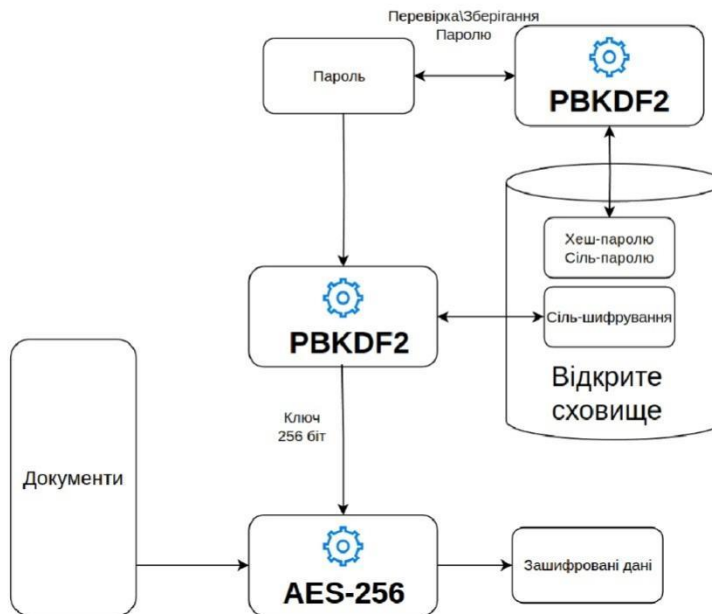 Перевірка\Зберігання
Паролю
Пароль
PBKDF2
Хеш-паролю
Сіль-паролю
PBKDF2
Сіль-шифрування
Відкрите
сховище
Ключ
256 біт
Документи
AES-256
Зашифровані дані